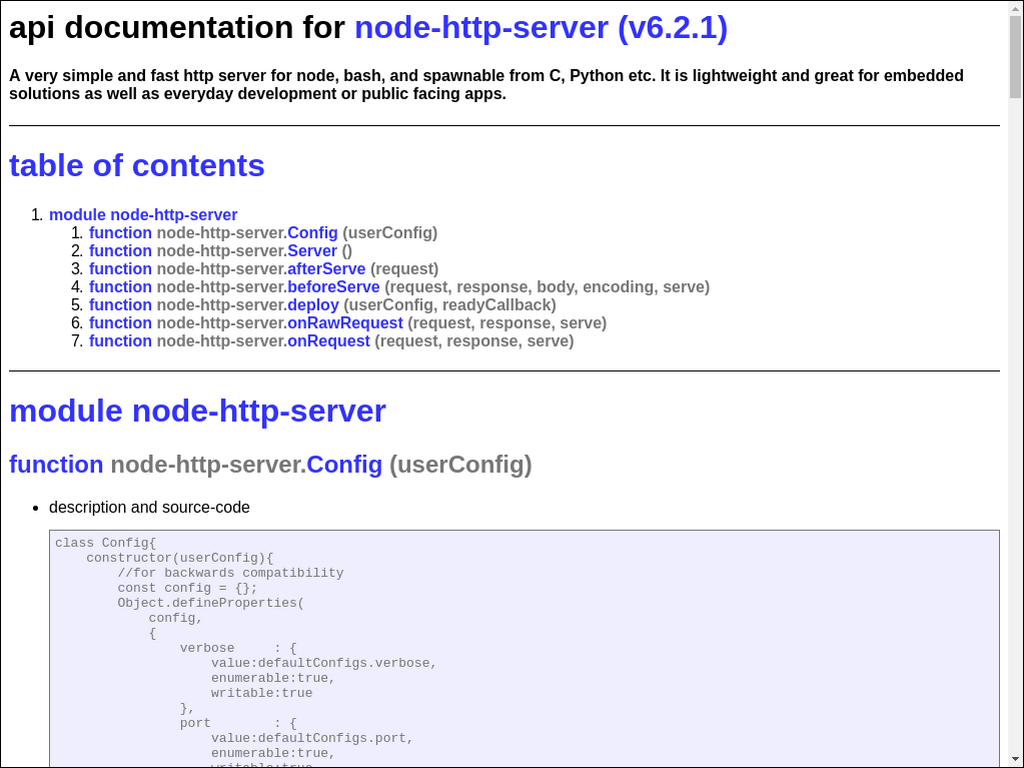 api documentation for node-http-server (v6.2.1)
A very simple and fast http server for node, bash, and spawnable from C, Python etc. It is lightweight and great for embedded
solutions as well as everyday development or public facing apps.
table of contents
1. module node-http-server
1. function node-http-server.Config (userConfig)
2. function node-http-server.Server ()
3. function node-http-server.afterServe (request)
4. function node-http-server.beforeServe (request, response, body, encoding, serve)
5. function node-http-server.deploy (userConfig, readyCallback)
6. function node-http-server.onRawRequest (request, response, serve)
7. function node-http-server.onRequest (request, response, serve)
module node-http-server
function node-http-server.Config (userConfig)
• description and source-code
class Config{
    constructor(userConfig){
        //for backwards compatibility
        const config = {};
        Object.defineProperties(
            config,
            {
                verbose     : {
                    value:defaultConfigs.verbose,
                    enumerable:true,
                    writable:true
                },
                port        : {
                    value:defaultConfigs.port,
                    enumerable:true,
                    writable:true